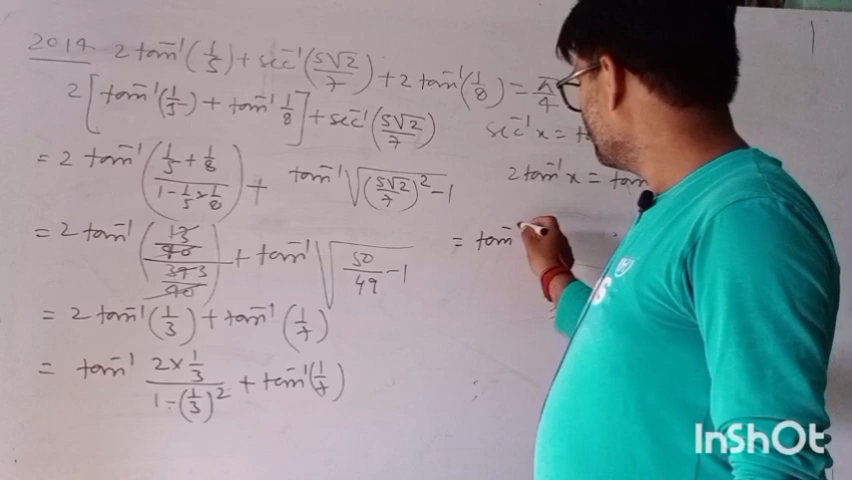 2014 2 tan⁻¹(1/5) + sec⁻¹(5√2/7) + 2 tan⁻¹(1/8) = π/4
2[tan⁻¹(1/5) + tan⁻¹ 1/8] + sec⁻¹(5√2/7)
= 2 tan⁻¹((1/5 + 1/8)/(1 - 1/5 × 1/8)) + tan⁻¹ √((5√2/7)² - 1)
= 2 tan⁻¹((13/40)/(39/40)) + tan⁻¹ √(50/49 - 1)
= 2 tan⁻¹(1/3) + tan⁻¹(1/7)
= tan⁻¹ (2 × 1/3)/(1 - (1/3)²) + tan⁻¹(1/7)
sec⁻¹ x =
2 tan⁻¹ x = tan
= tan⁻
InShOt